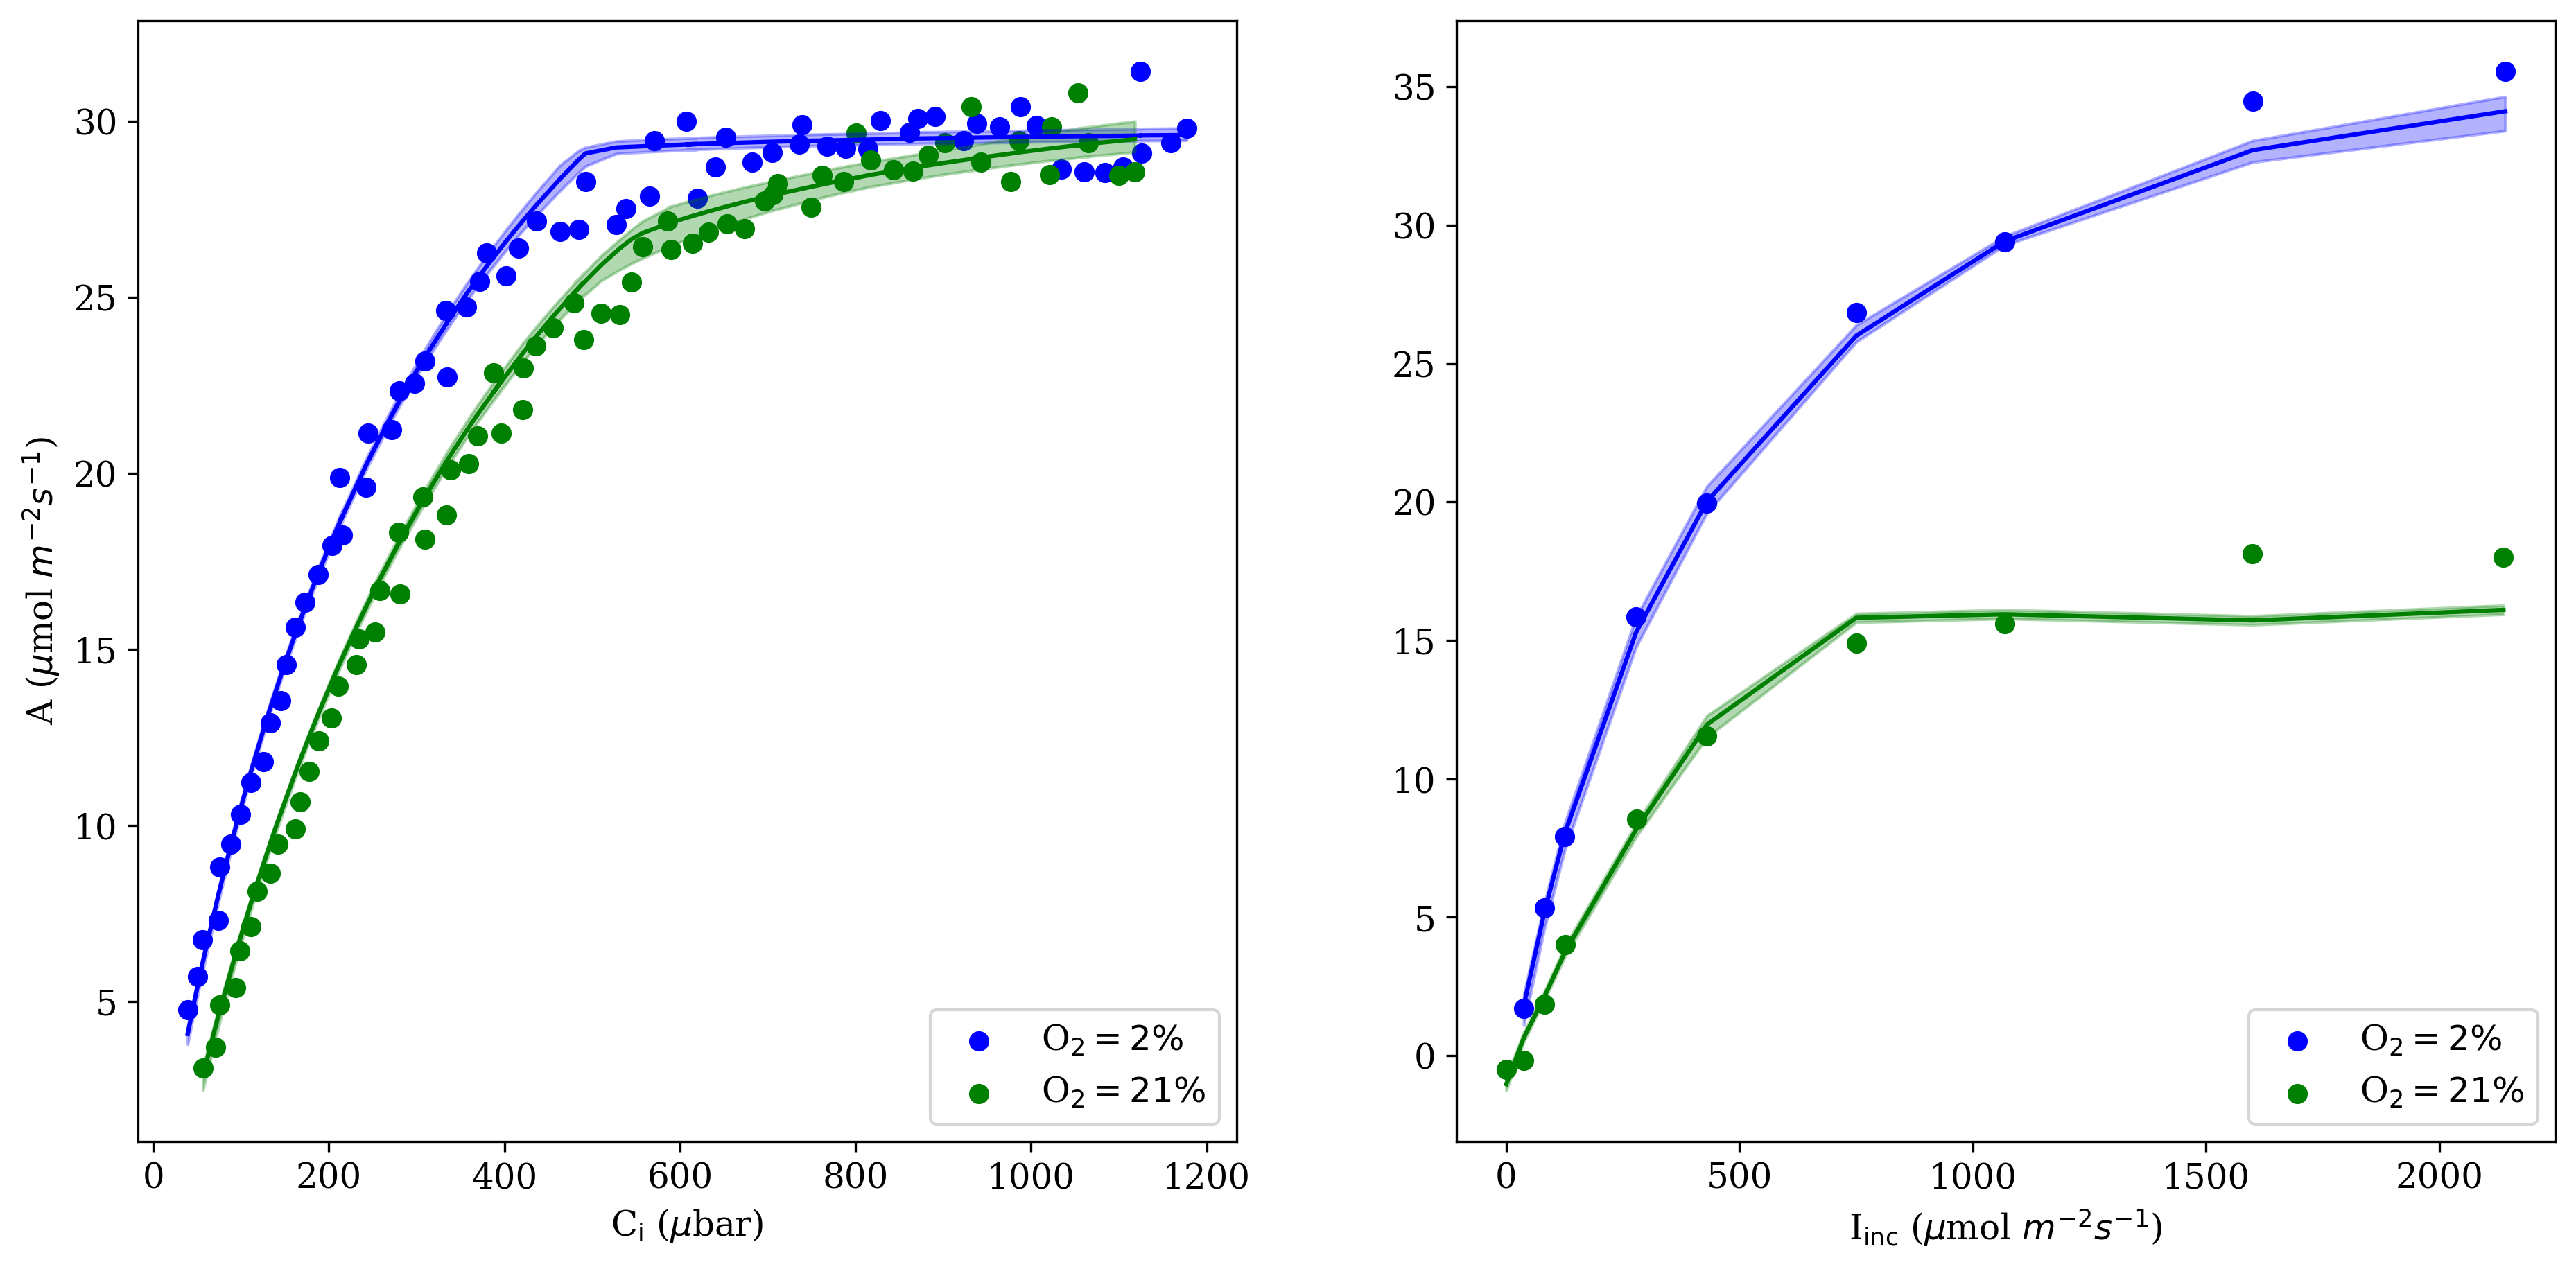 A (μmol m⁻²s⁻¹)
30
25
20
15
10
5
0 200 400 600 800 1000 1200
Cᵢ (μbar)
O₂ = 2%
O₂ = 21%
35
30
25
20
15
10
5
0
0 500 1000 1500 2000
I_inc (μmol m⁻²s⁻¹)
O₂ = 2%
O₂ = 21%